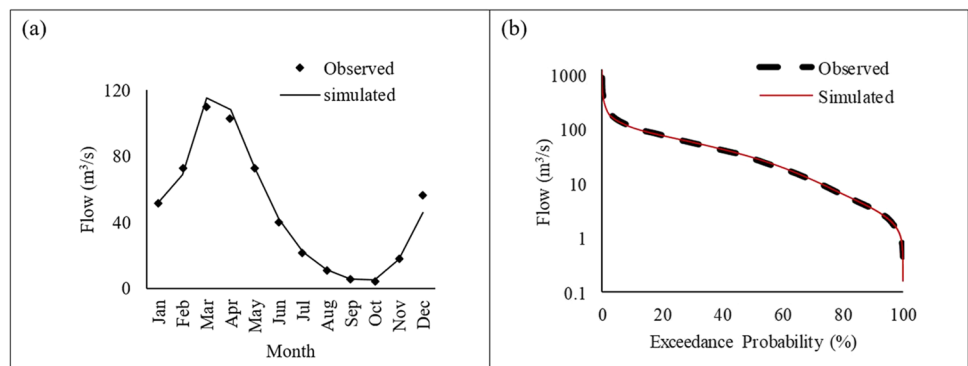 (a)
Observed
simulated
120
80
40
0
Flow (m³/s)
Jan
Feb
Mar
Apr
May
Jun
Jul
Aug
Sep
Oct
Nov
Dec
Month
(b)
Observed
Simulated
1000
100
10
1
0.1
Flow (m³/s)
0 20 40 60 80 100
Exceedance Probability (%)